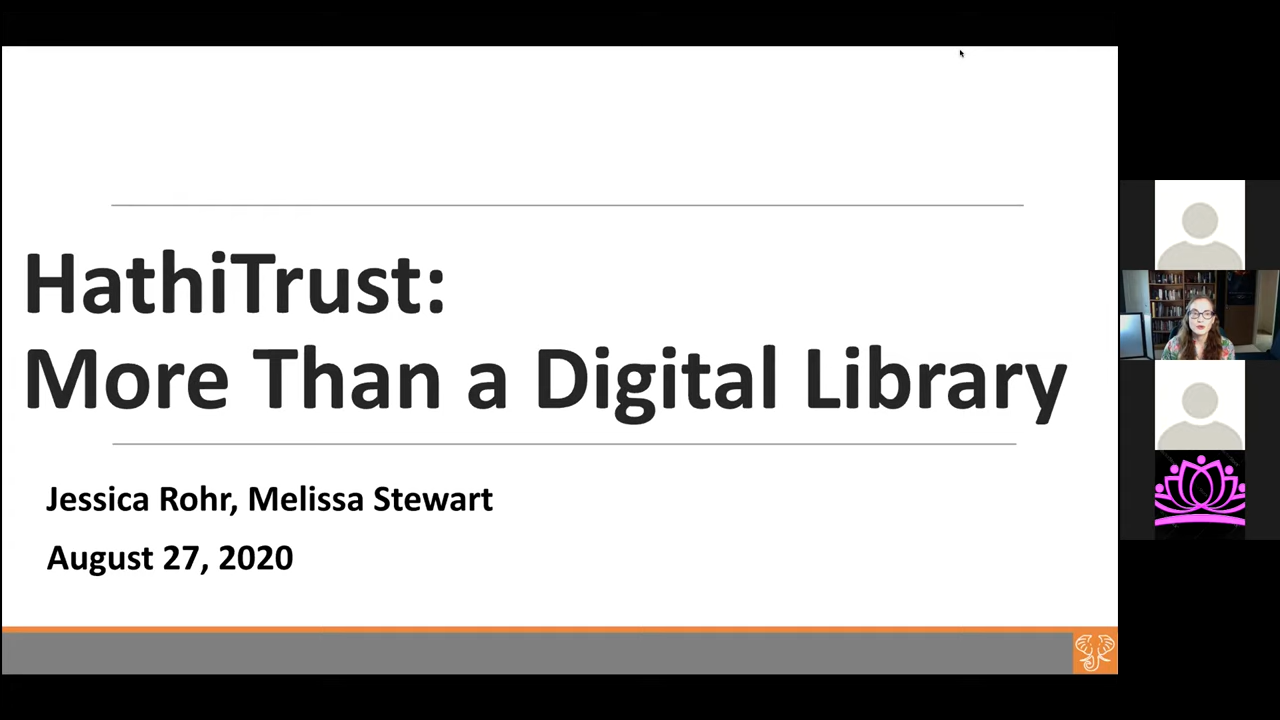 HathiTrust:
More Than a Digital Library
Jessica Rohr, Melissa Stewart
August 27, 2020